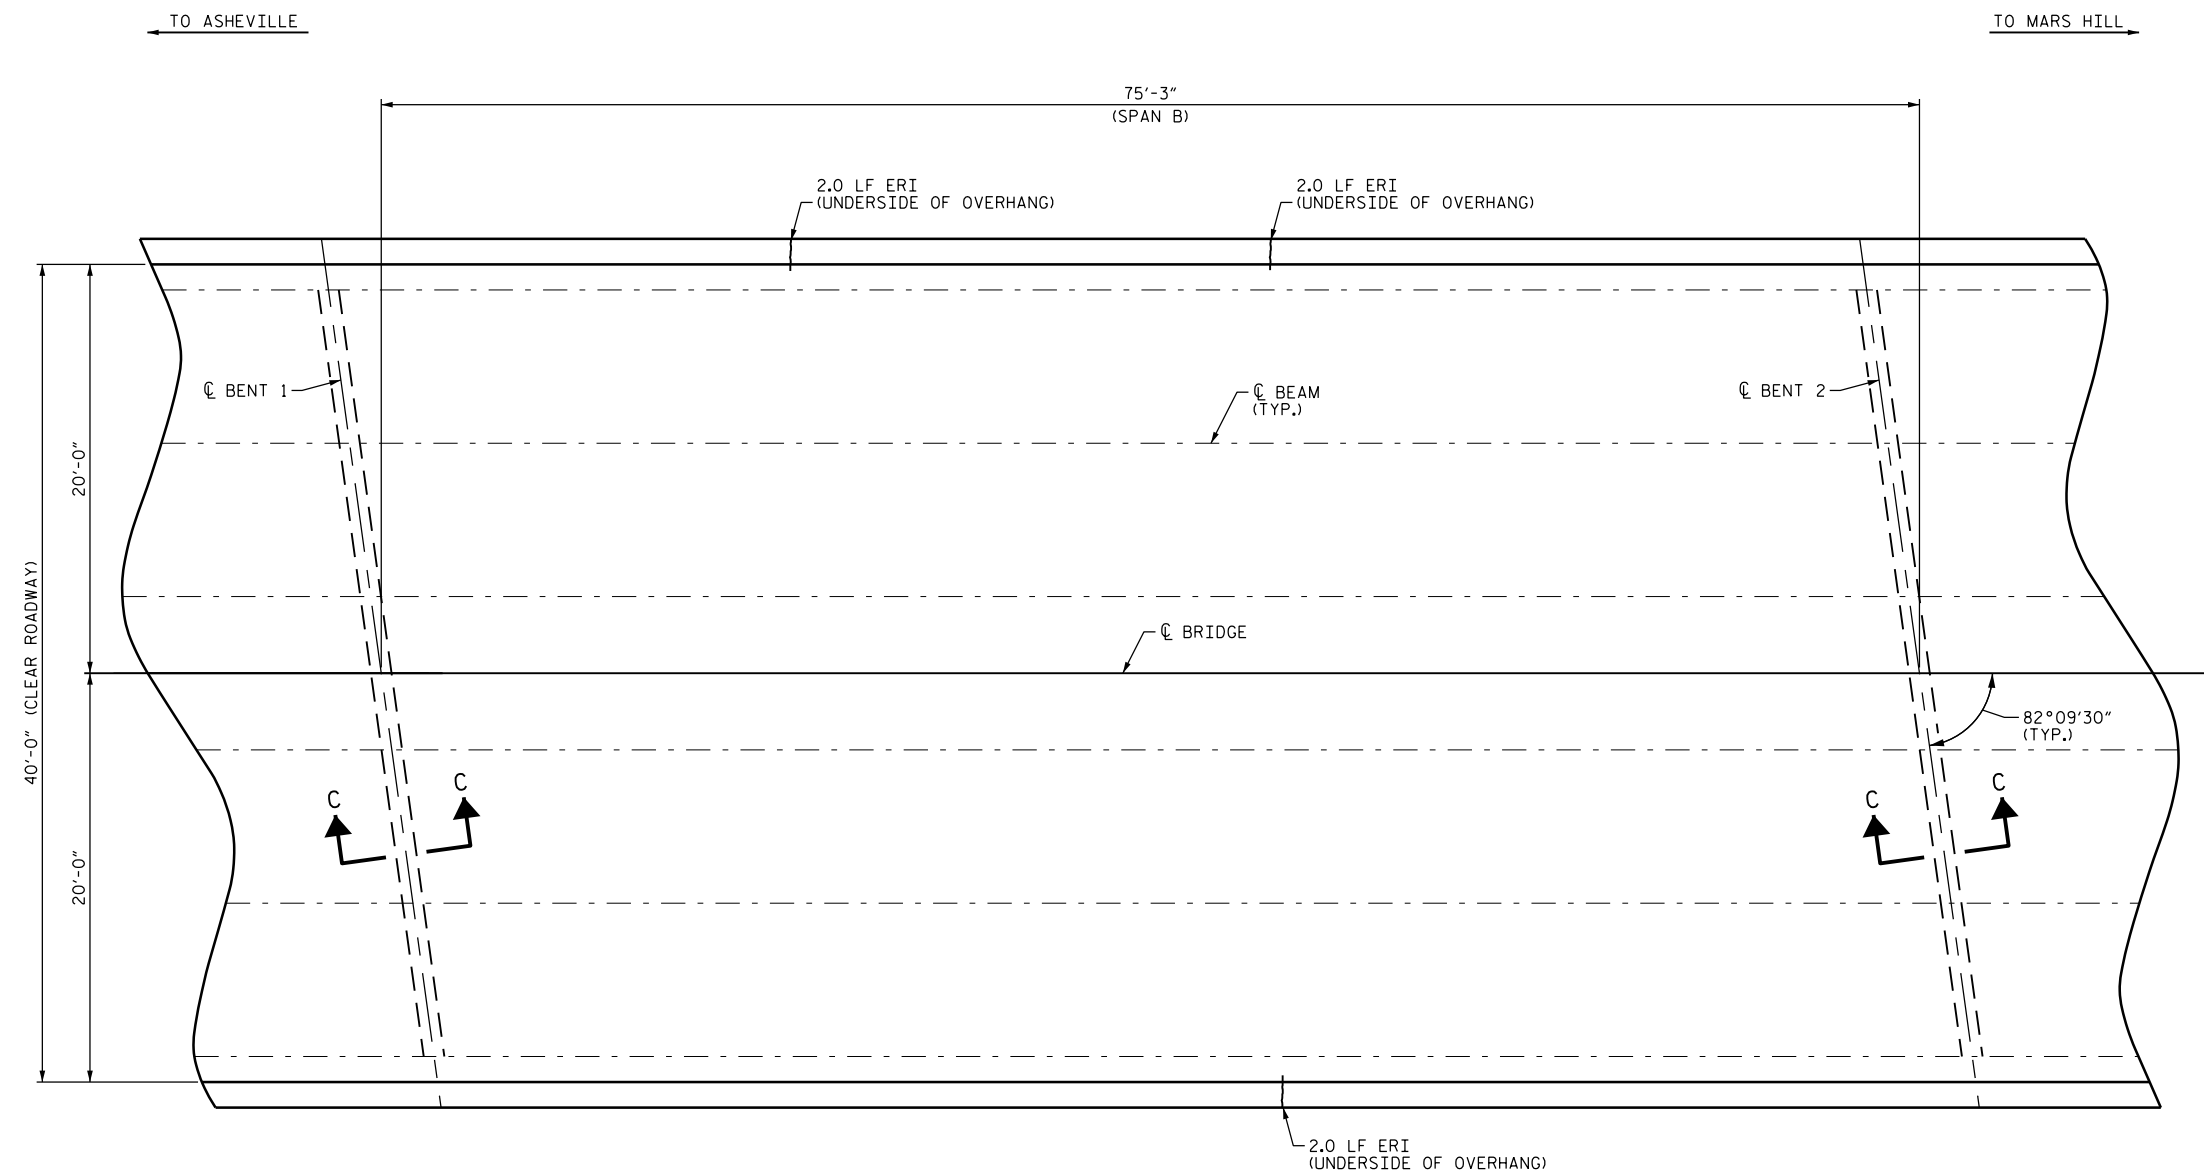 TO ASHEVILLE
TO MARS HILL
75'-3"
(SPAN B)
2.0 LF ERI
(UNDERSIDE OF OVERHANG)
2.0 LF ERI
(UNDERSIDE OF OVERHANG)
℄ BENT 1
℄ BEAM
(TYP.)
℄ BENT 2
20'-0"
40'-0" (CLEAR ROADWAY)
℄ BRIDGE
82°09'30"
(TYP.)
C
C
C
C
20'-0"
2.0 LF ERI
(UNDERSIDE OF OVERHANG)